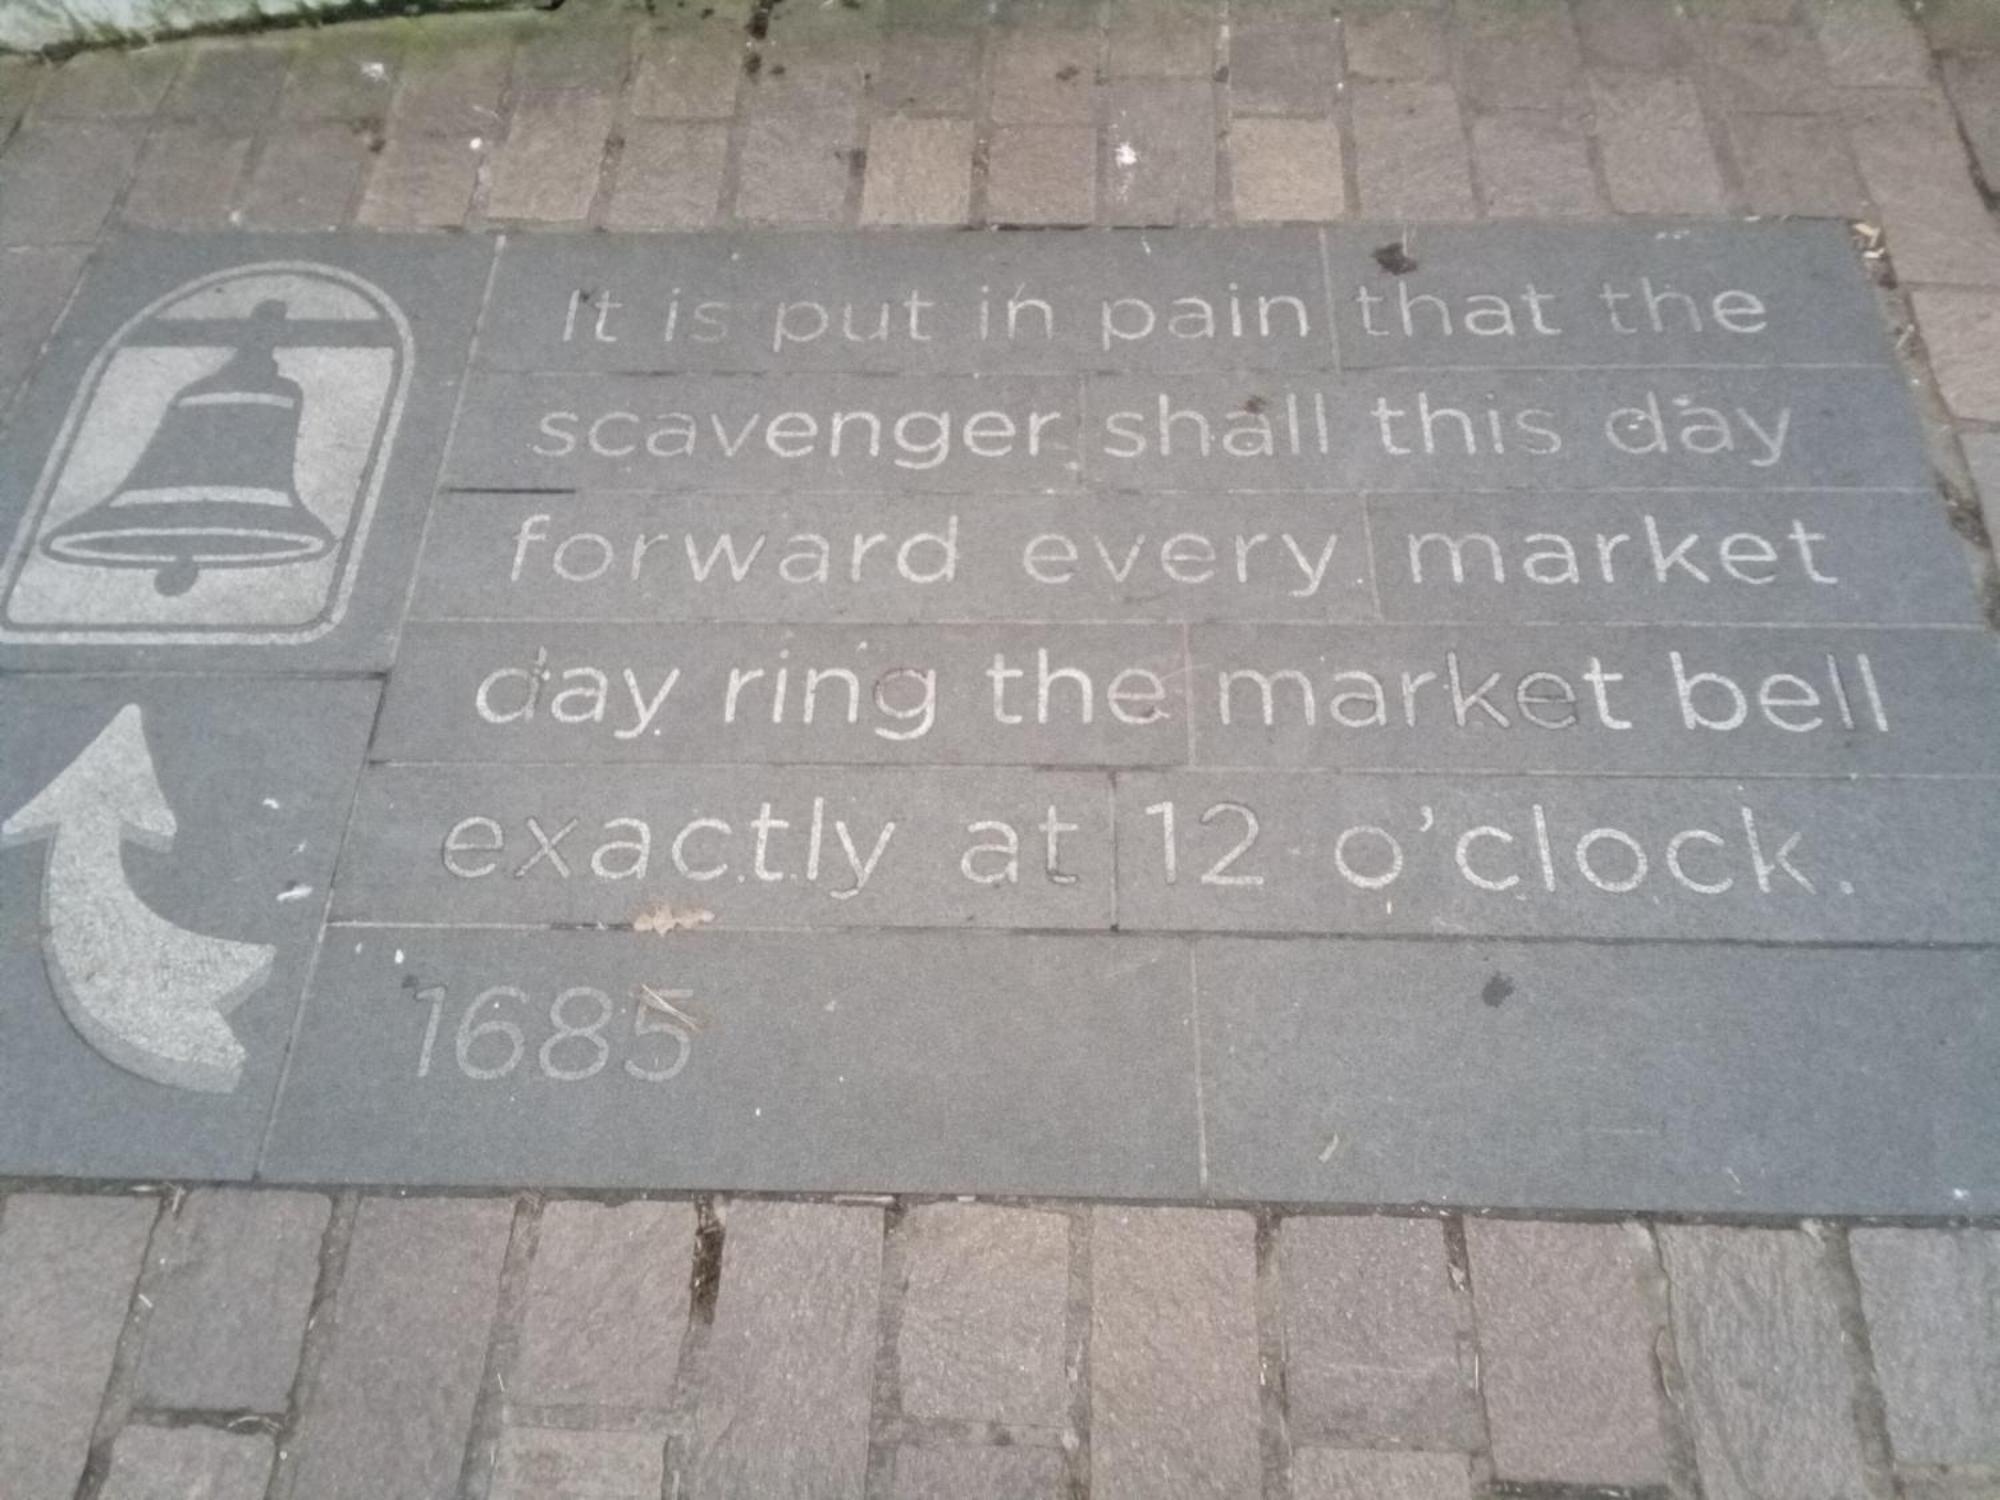 It is put in pain that the
scavenger shall this day
forward every market
day ring the market bell
exactly at 12 o'clock.
1685